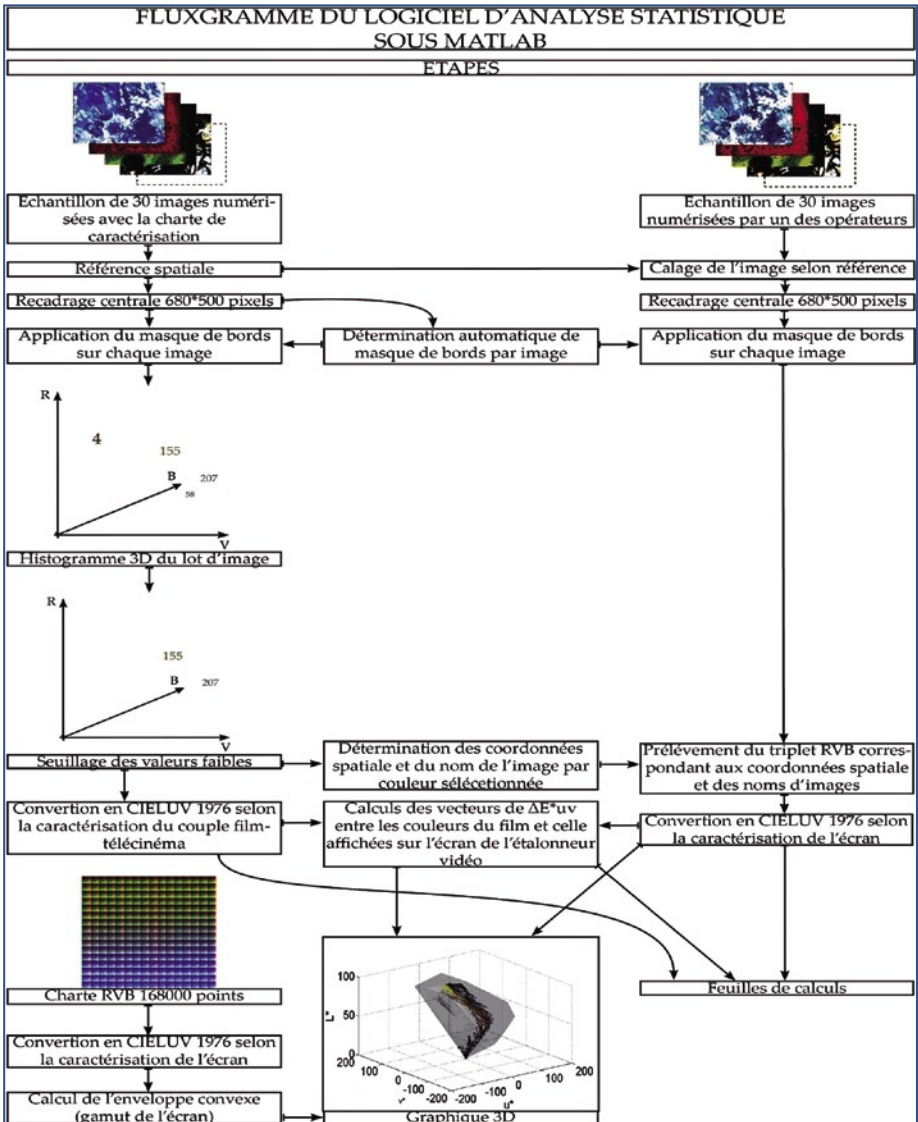 FLUXGRAMME DU LOGICIEL D'ANALYSE STATISTIQUE
SOUS MATLAB
ETAPES
Echantillon de 30 images numéri-
sées avec la charte de
caractérisation
Echantillon de 30 images
numérisées par un des opérateurs
Référence spatiale
Calage de l'image selon référence
Recadrage centrale 680*500 pixels
Recadrage centrale 680*500 pixels
Application du masque de bords
sur chaque image
Détermination automatique de
masque de bords par image
Application du masque de bords
sur chaque image
R
4
155
B
207
58
V
Histogramme 3D du lot d'image
R
155
B
207
V
Seuillage des valeurs faibles
Détermination des coordonnées
spatiale et du nom de l'image par
couleur sélécetionnée
Prélévement du triplet RVB corres-
pondant aux coordonnées spatiale
et des noms d'images
Convertion en CIELUV 1976 selon
la caractérisation du couple film-
télécinéma
Calculs des vecteurs de ΔE*uv
entre les couleurs du film et celle
affichées sur l'écran de l'étalonneur
vidéo
Convertion en CIELUV 1976 selon
la caractérisation de l'écran
Charte RVB 168000 points
Convertion en CIELUV 1976 selon
la caractérisation de l'écran
Calcul de l'enveloppe convexe
(gamut de l'écran)
100
L*
50
0
200
100
0
-100
-200
v*
-200
-100
0
100
200
u*
Graphique 3D
Feuilles de calculs